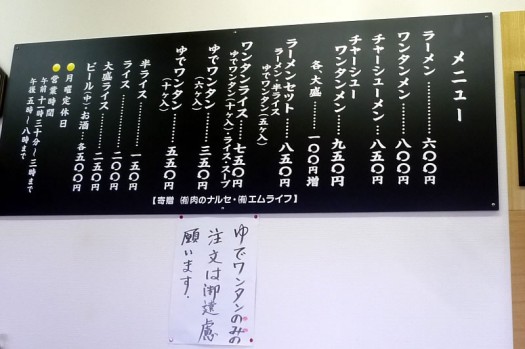 メニュー
ラーメン…………六〇〇円
ワンタンメン……八〇〇円
チャーシューメン…八五〇円
チャーシュー
ワンタンメン……九五〇円
各、大盛………一〇〇円増
ラーメンセット………八五〇円
ラーメン・半ライス
ゆでワンタン（五ヶ入）
ワンタンライス…七五〇円
ゆでワンタン（十ヶ入）・ライス・スープ
ゆでワンタン………三五〇円
（六ヶ入）
ゆでワンタン………五五〇円
（十ヶ入）
半ライス…………一五〇円
ライス……………二〇〇円
大盛ライス………二五〇円
ビール（中）・お酒…各五〇〇円
月曜定休日
営業時間
午前十一時三十分〜三時まで
午後五時〜八時まで
【寄贈 ㈲肉のナルセ・㈲エムライフ】
ゆでワンタンのみの
注文は御遠慮
願います.